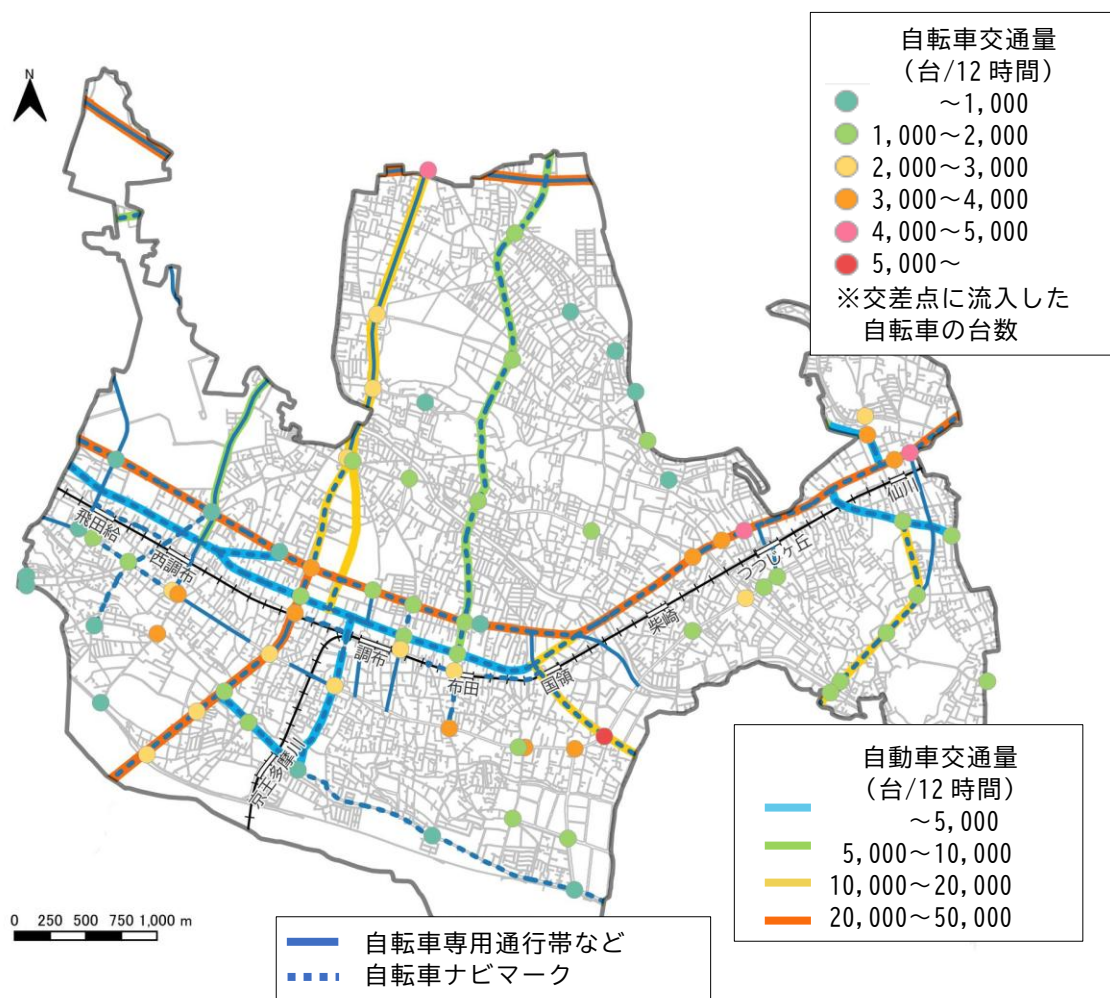 自転車交通量
(台/12時間)
～1,000
1,000～2,000
2,000～3,000
3,000～4,000
4,000～5,000
5,000～
※交差点に流入した
自転車の台数
N
仙川
つつじヶ丘
柴崎
国領
布田
調布
西調布
飛田給
京王多摩川
自動車交通量
(台/12時間)
～5,000
5,000～10,000
10,000～20,000
20,000～50,000
0 250 500 750 1,000 m
自転車専用通行帯など
自転車ナビマーク